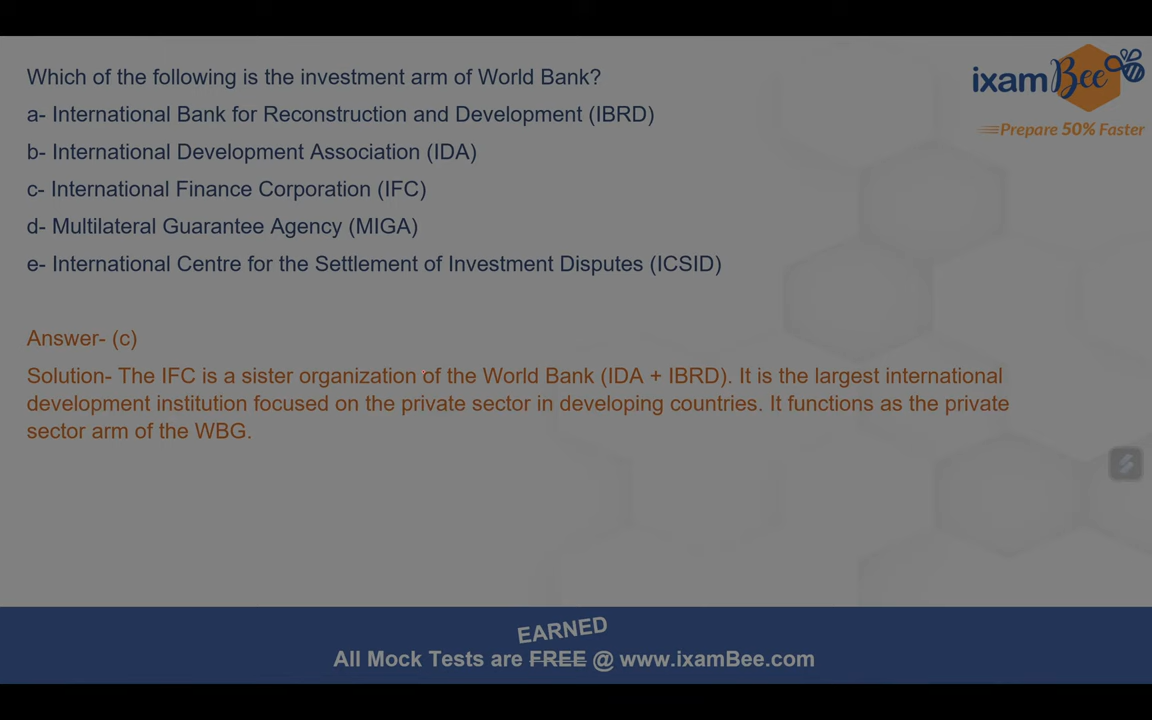 Which of the following is the investment arm of World Bank?
a- International Bank for Reconstruction and Development (IBRD)
b- International Development Association (IDA)
c- International Finance Corporation (IFC)
d- Multilateral Guarantee Agency (MIGA)
e- International Centre for the Settlement of Investment Disputes (ICSID)
ixamBee
Prepare 50% Faster
Answer- (c)
Solution- The IFC is a sister organization of the World Bank (IDA + IBRD). It is the largest international
development institution focused on the private sector in developing countries. It functions as the private
sector arm of the WBG.
EARNED
All Mock Tests are FREE @ www.ixamBee.com